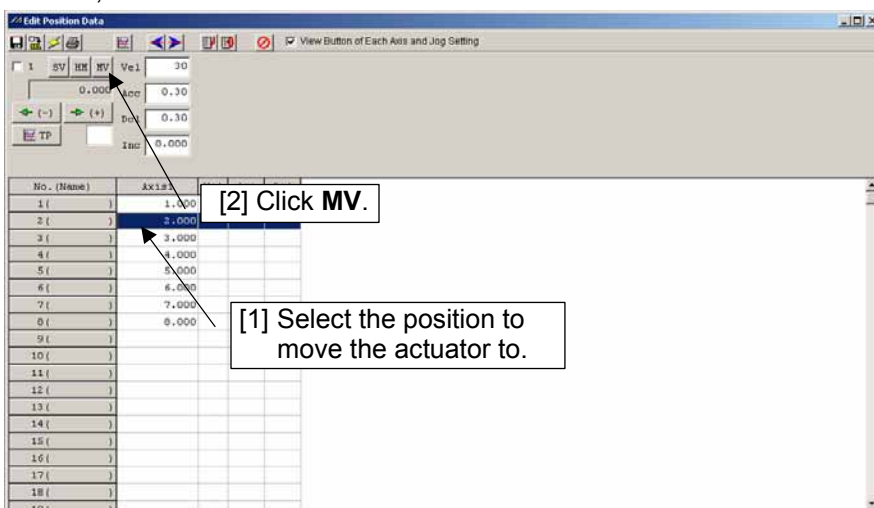 Edit Position Data
View Button of Each Axis and Jog Setting
1 SV HM MV Vel 30
0.000 Acc 0.30
(-) (+) 0.30
TP
Inc 0.000
No.(Name) Axis1
[2] Click MV.
1( ) 1.000
2( ) 2.000
3( ) 3.000
4( ) 4.000
5( ) 5.000
6( ) 6.000
7( ) 7.000
8( ) 8.000
[1] Select the position to
move the actuator to.
9( )
10( )
11( )
12( )
13( )
14( )
15( )
16( )
17( )
18( )